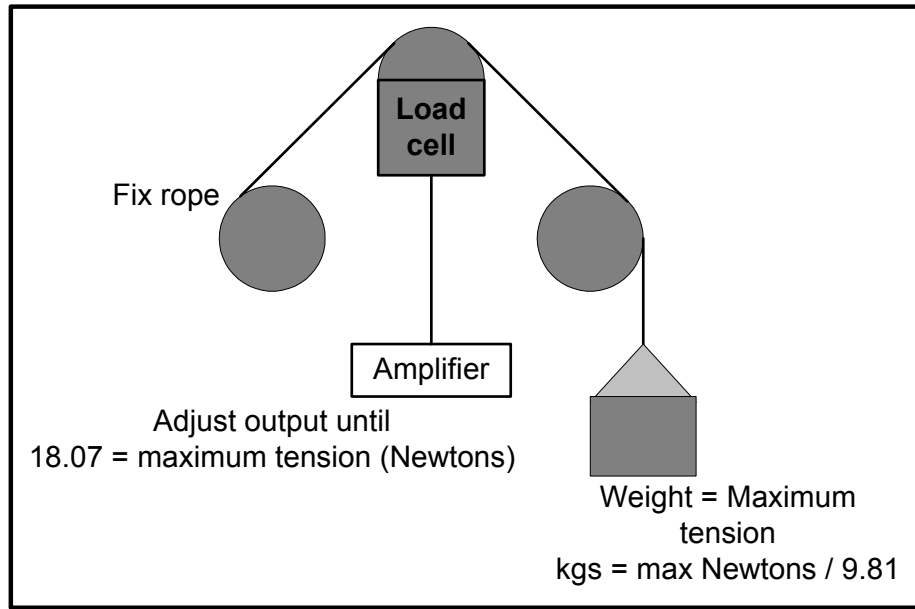 Load
cell
Fix rope
Amplifier
Adjust output until
18.07 = maximum tension (Newtons)
Weight = Maximum
tension
kgs = max Newtons / 9.81